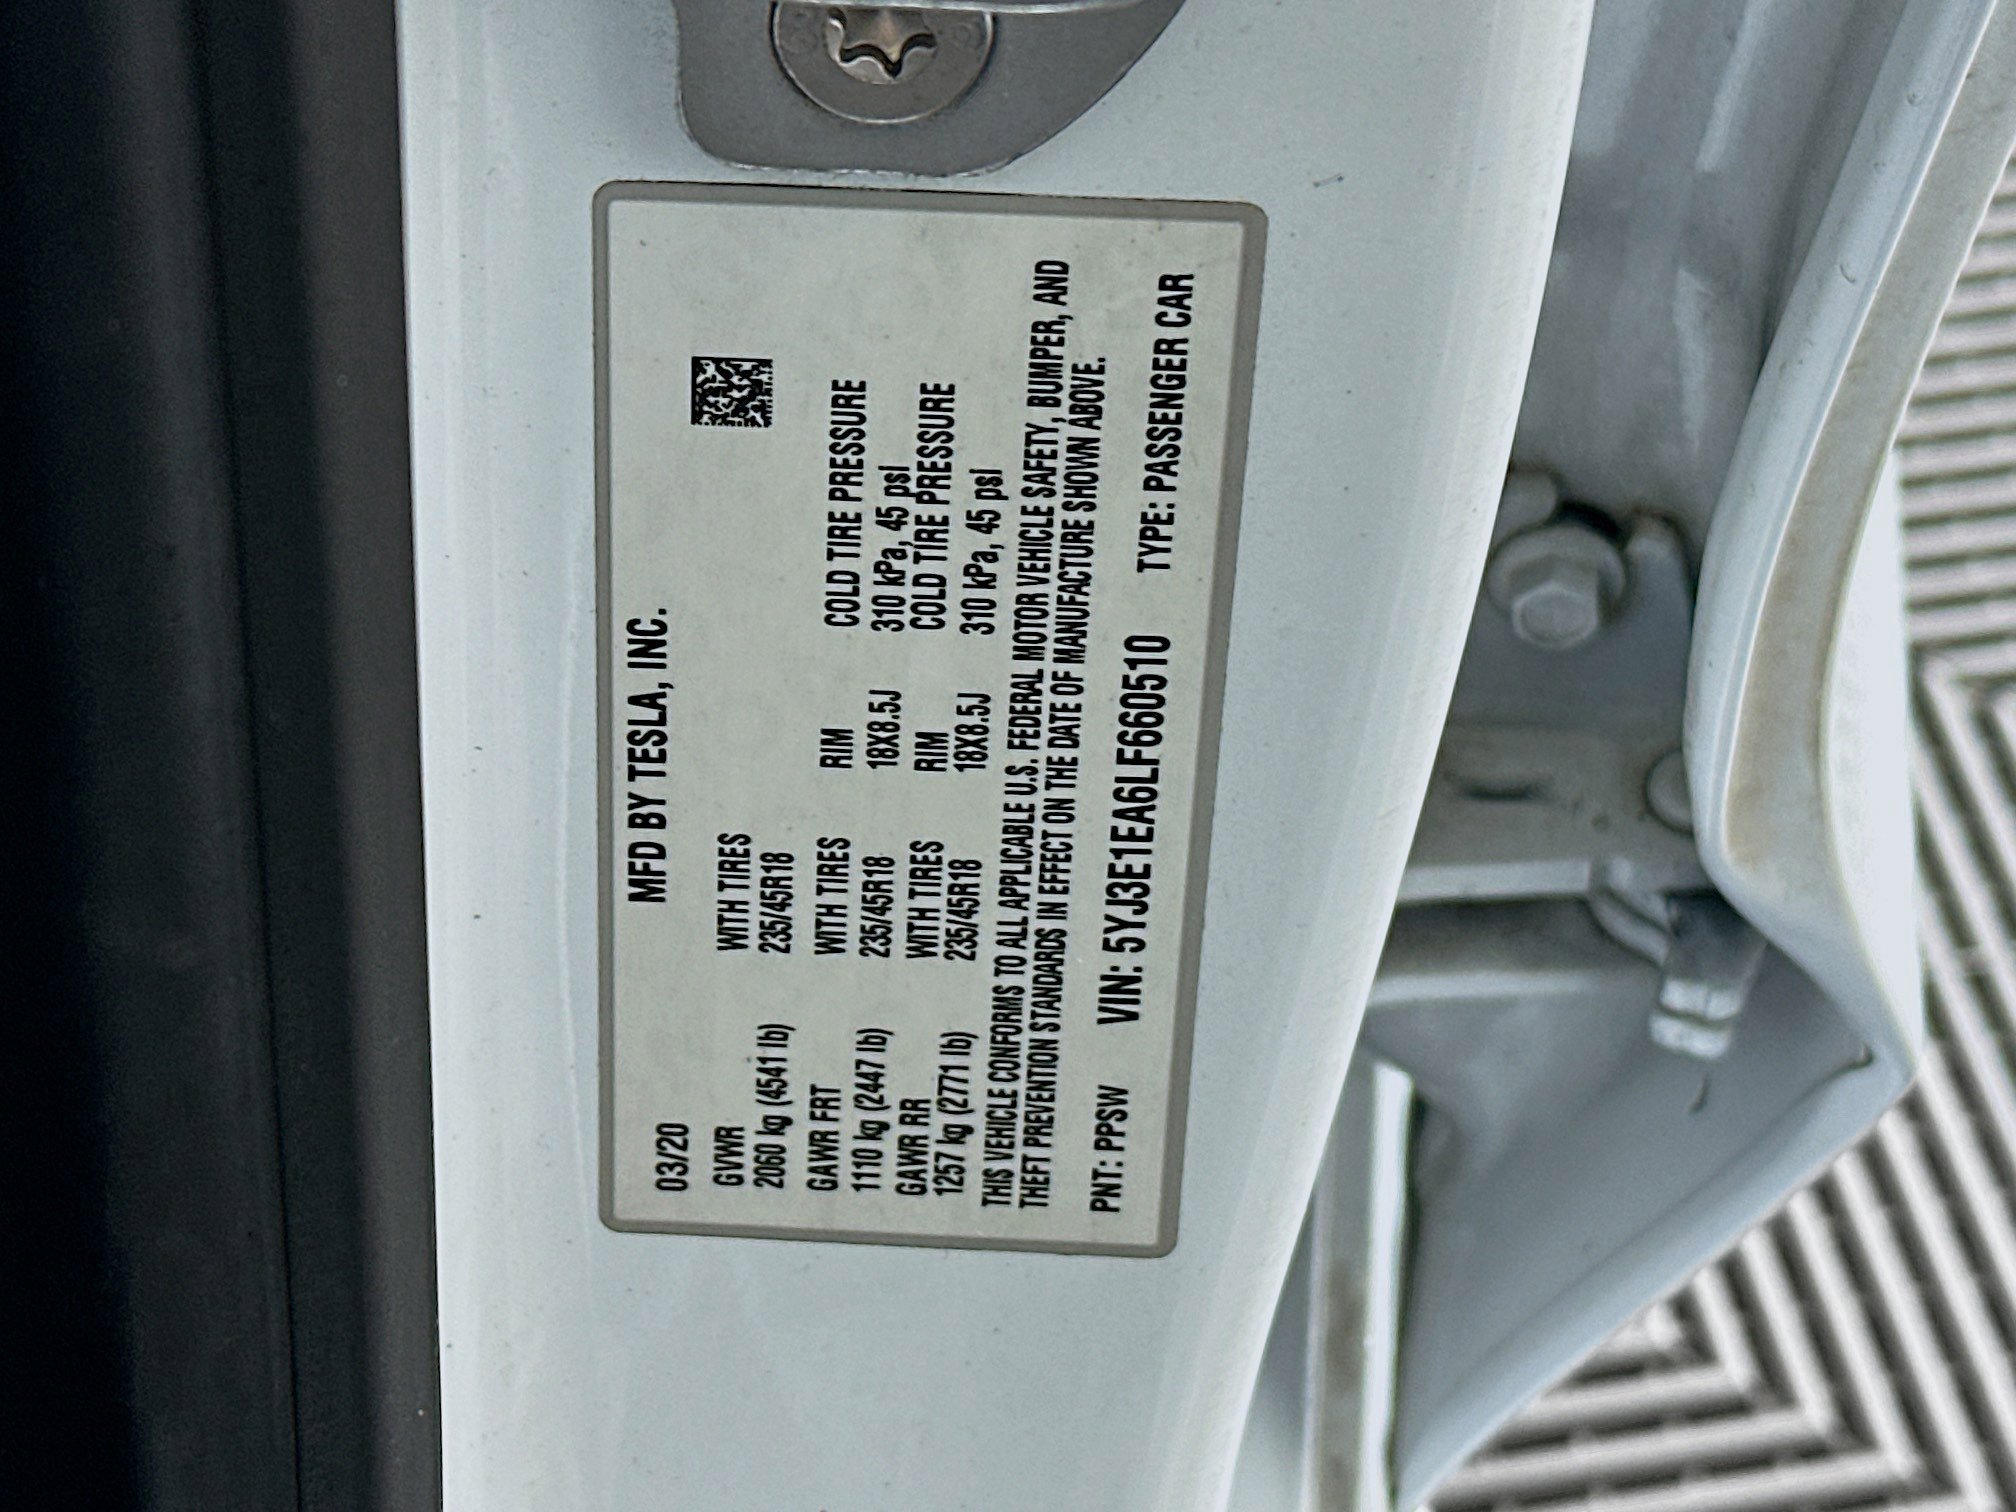 MFD BY TESLA, INC.
03/20
GVWR WITH TIRES
2060 kg (4541 lb) 235/45R18
GAWR FRT WITH TIRES RIM COLD TIRE PRESSURE
1110 kg (2447 lb) 235/45R18 18X8.5J 310 kPa, 45 psi
GAWR RR WITH TIRES RIM COLD TIRE PRESSURE
1257 kg (2771 lb) 235/45R18 18X8.5J 310 kPa, 45 psi
THIS VEHICLE CONFORMS TO ALL APPLICABLE U.S. FEDERAL MOTOR VEHICLE SAFETY, BUMPER, AND
THEFT PREVENTION STANDARDS IN EFFECT ON THE DATE OF MANUFACTURE SHOWN ABOVE.
PNT: PPSW VIN: 5YJ3E1EA6LF660510 TYPE: PASSENGER CAR